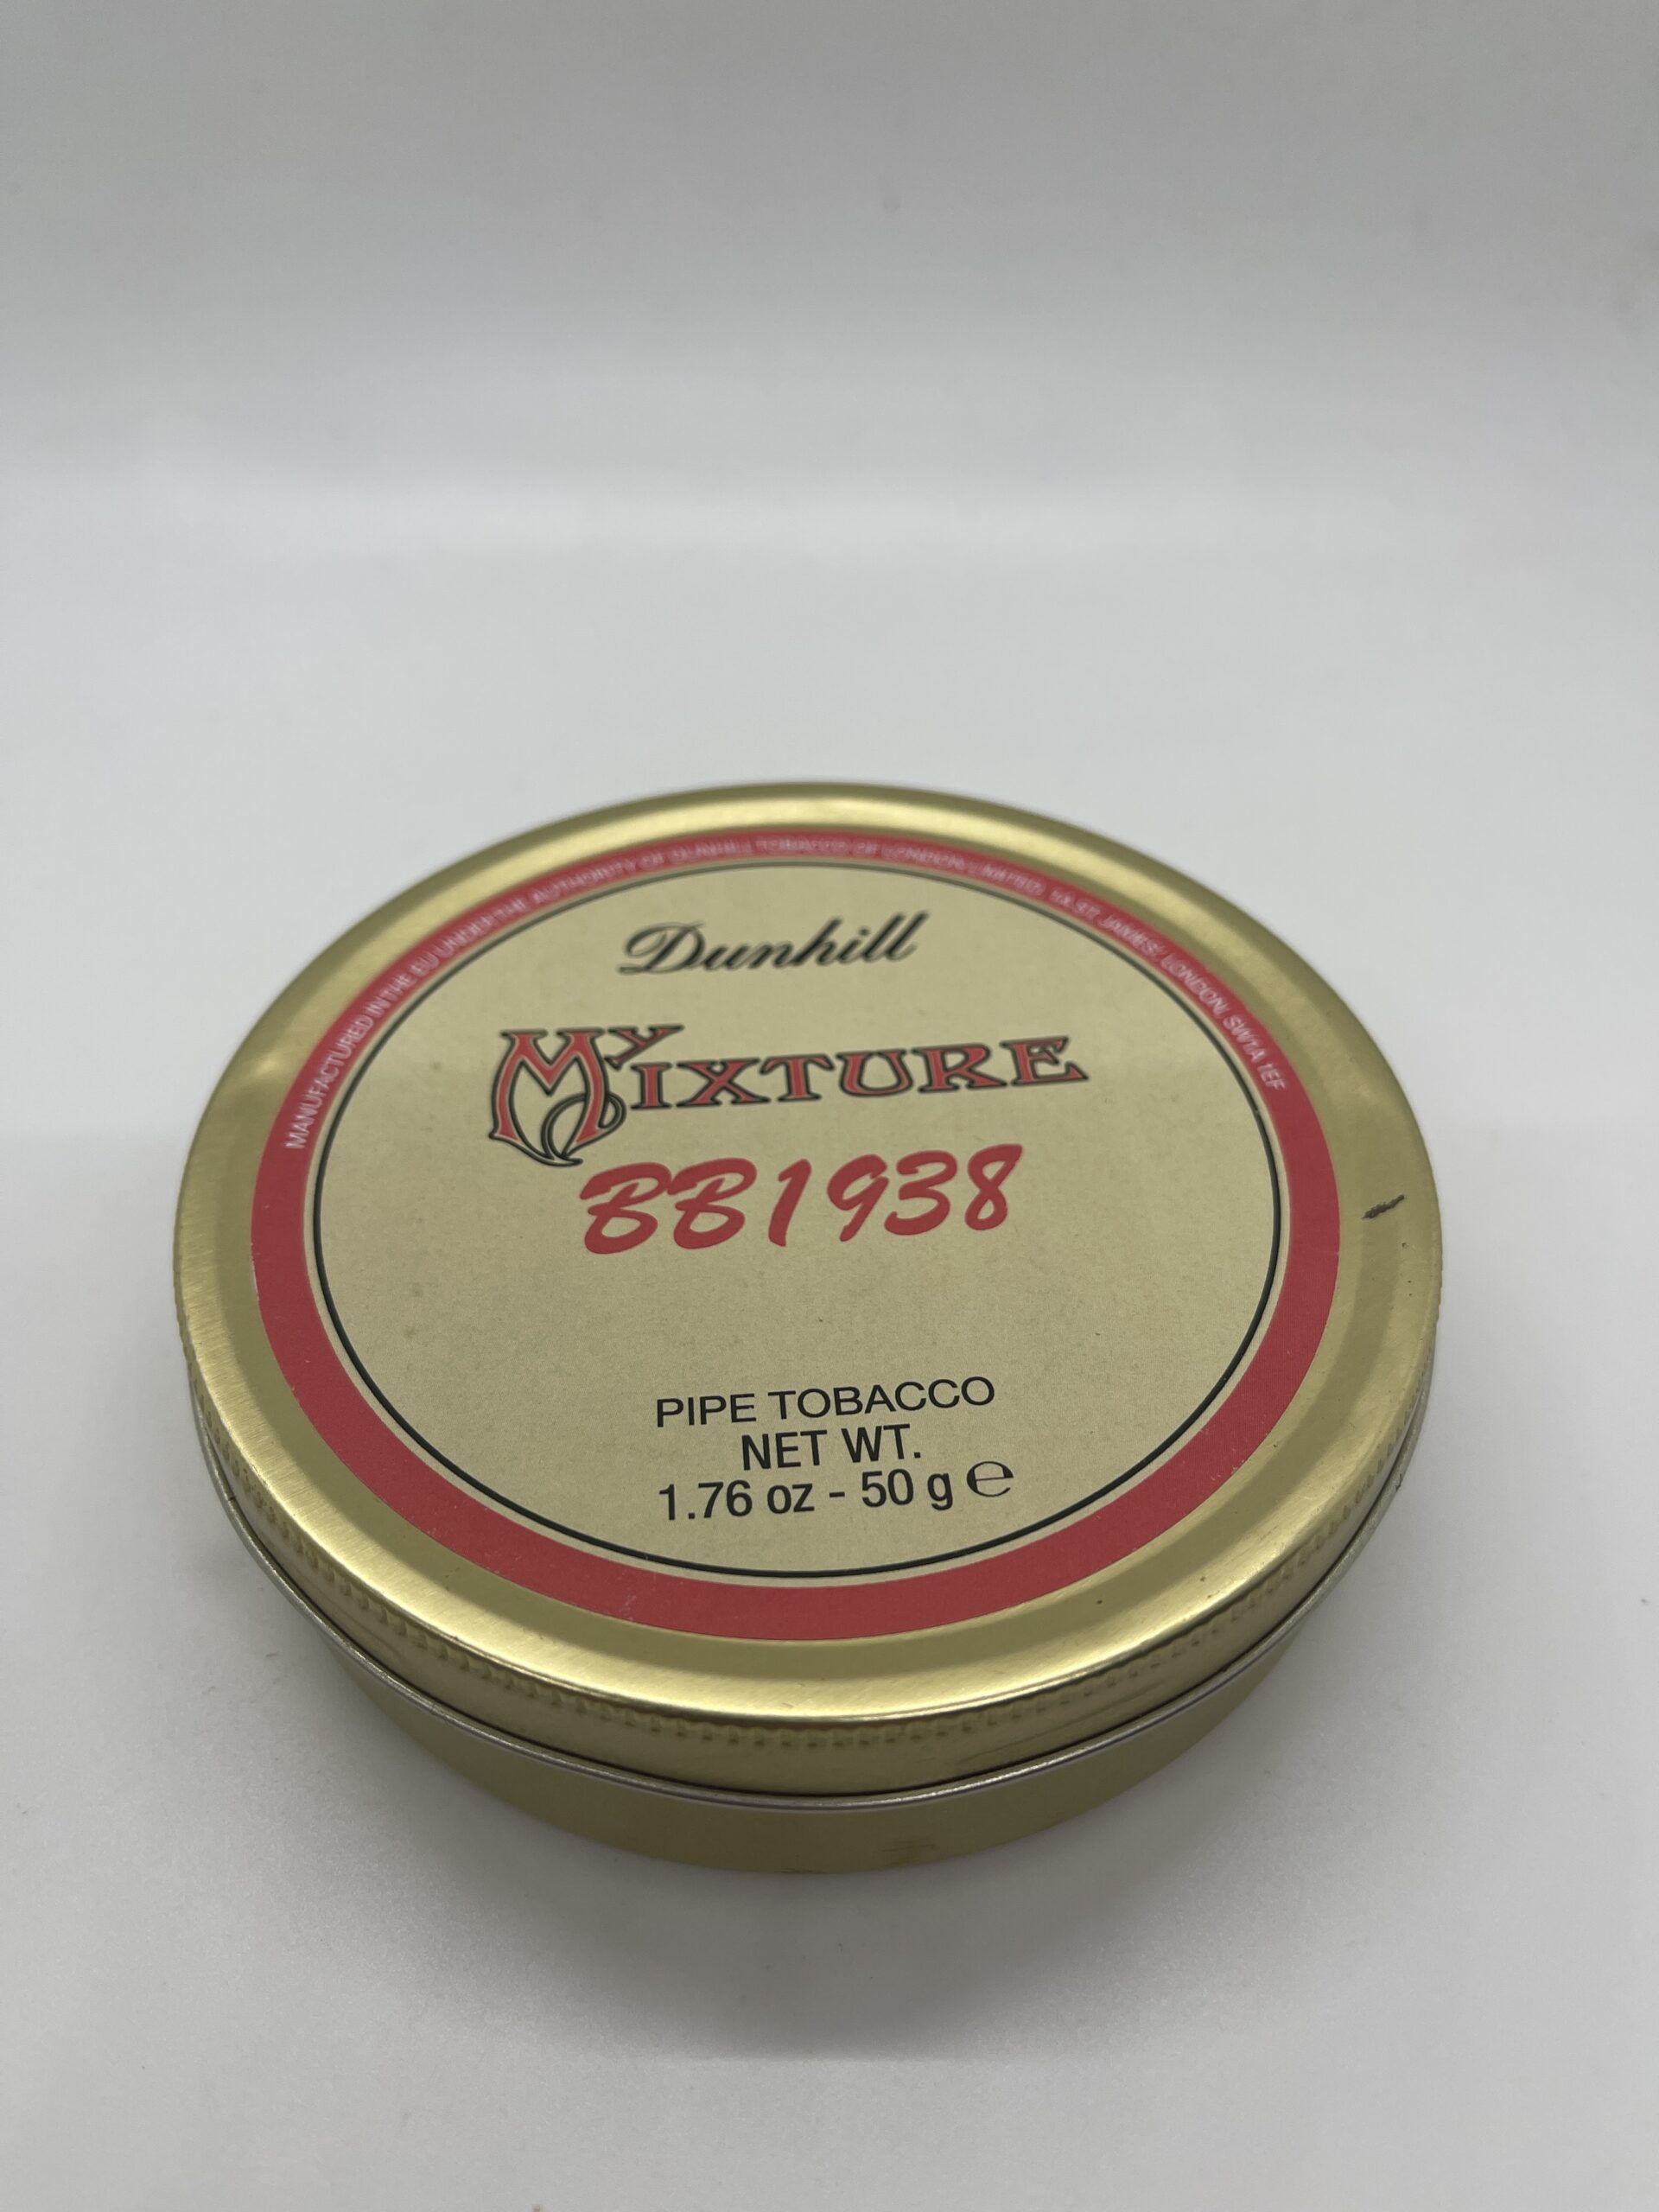 MANUFACTURED IN THE EU UNDER THE AUTHORITY OF DUNHILL TOBACCO OF LONDON LIMITED, 1A ST. JAMES', LONDON, SW1A 1EF
Dunhill
MY MIXTURE
BB1938
PIPE TOBACCO
NET WT.
1.76 oz - 50 g e